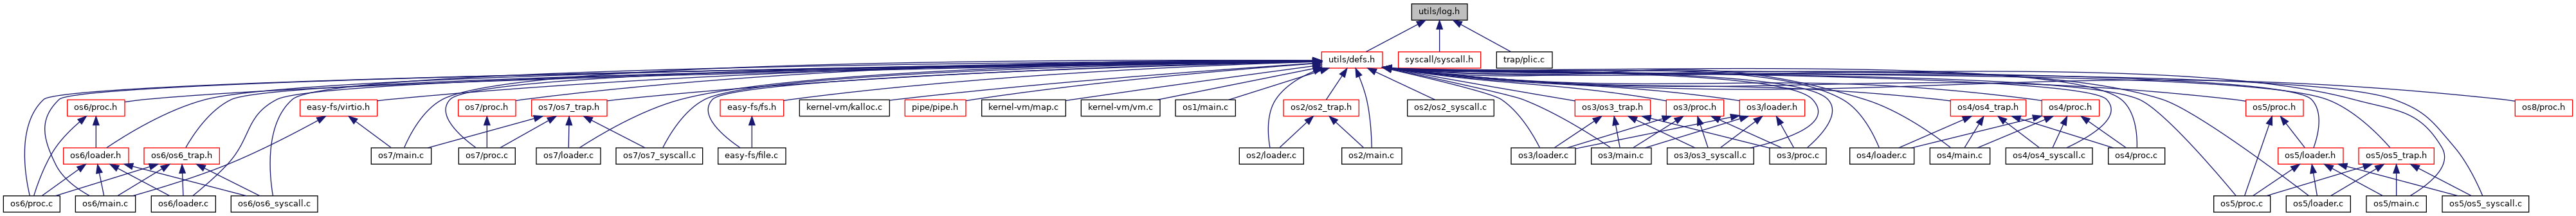 utils/log.h
utils/defs.h
syscall/syscall.h
trap/plic.c
os6/proc.h
easy-fs/virtio.h
os7/proc.h
os7/os7_trap.h
easy-fs/fs.h
kernel-vm/kalloc.c
pipe/pipe.h
kernel-vm/map.c
kernel-vm/vm.c
os1/main.c
os2/os2_trap.h
os2/os2_syscall.c
os3/os3_trap.h
os3/proc.h
os3/loader.h
os4/os4_trap.h
os4/proc.h
os5/proc.h
os8/proc.h
os6/loader.h
os6/os6_trap.h
os7/main.c
os7/proc.c
os7/loader.c
os7/os7_syscall.c
easy-fs/file.c
os2/loader.c
os2/main.c
os3/loader.c
os3/main.c
os3/os3_syscall.c
os3/proc.c
os4/loader.c
os4/main.c
os4/os4_syscall.c
os4/proc.c
os5/loader.h
os5/os5_trap.h
os6/proc.c
os6/main.c
os6/loader.c
os6/os6_syscall.c
os5/proc.c
os5/loader.c
os5/main.c
os5/os5_syscall.c